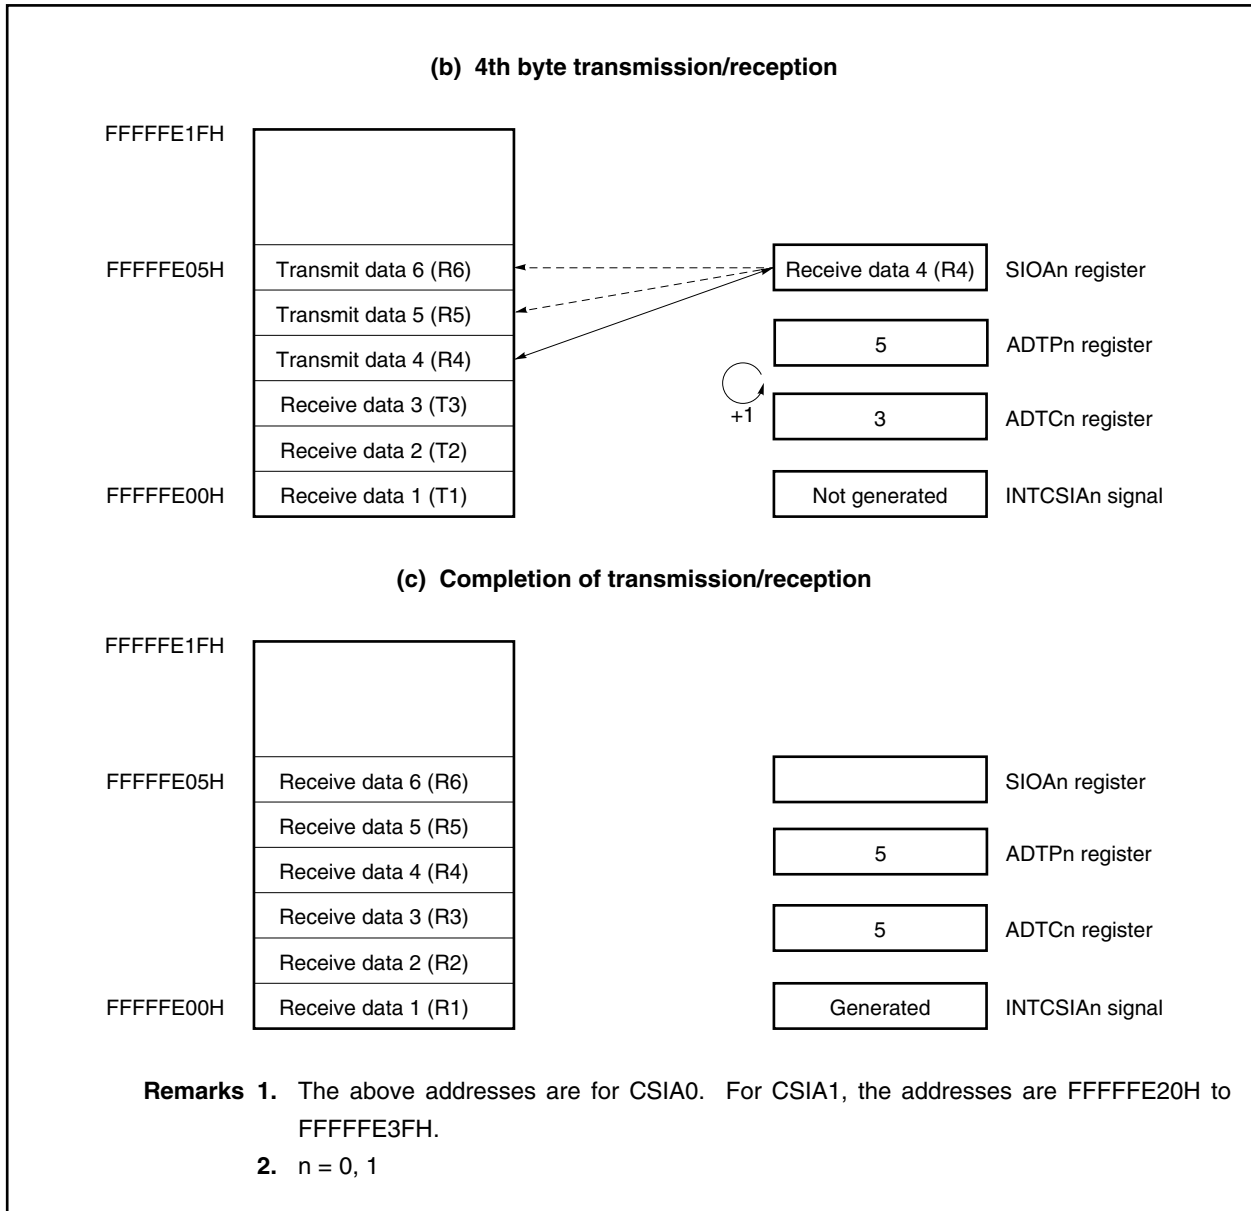 (b) 4th byte transmission/reception
FFFFFE1FH
FFFFFE05H
Transmit data 6 (R6)
Receive data 4 (R4)
SIOAn register
Transmit data 5 (R5)
5
ADTPn register
Transmit data 4 (R4)
Receive data 3 (T3)
+1
3
ADTCn register
Receive data 2 (T2)
FFFFFE00H
Receive data 1 (T1)
Not generated
INTCSIAn signal
(c) Completion of transmission/reception
FFFFFE1FH
FFFFFE05H
Receive data 6 (R6)
SIOAn register
Receive data 5 (R5)
5
ADTPn register
Receive data 4 (R4)
Receive data 3 (R3)
5
ADTCn register
Receive data 2 (R2)
FFFFFE00H
Receive data 1 (R1)
Generated
INTCSIAn signal
Remarks 1. The above addresses are for CSIA0. For CSIA1, the addresses are FFFFFE20H to
FFFFFE3FH.
2. n = 0, 1